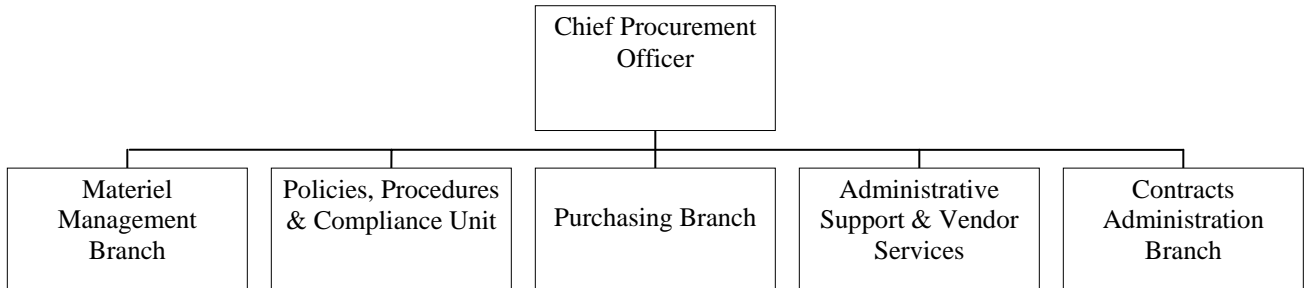 Chief Procurement
Officer
Materiel
Management
Branch
Policies, Procedures
& Compliance Unit
Purchasing Branch
Administrative
Support & Vendor
Services
Contracts
Administration
Branch